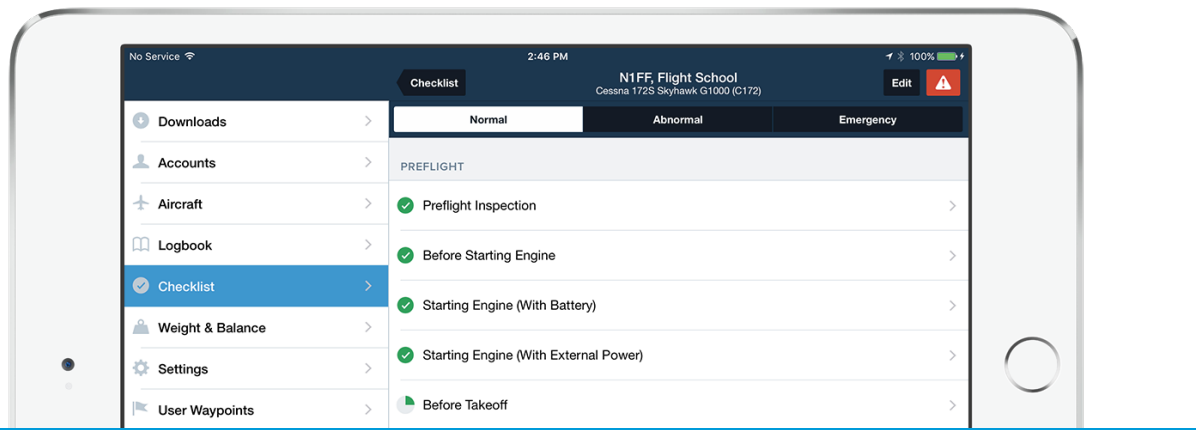 No Service
2:46 PM
100%
Checklist
N1FF, Flight School
Cessna 172S Skyhawk G1000 (C172)
Edit
Normal
Abnormal
Emergency
Downloads
Accounts
Aircraft
Logbook
Checklist
Weight & Balance
Settings
User Waypoints
PREFLIGHT
Preflight Inspection
Before Starting Engine
Starting Engine (With Battery)
Starting Engine (With External Power)
Before Takeoff